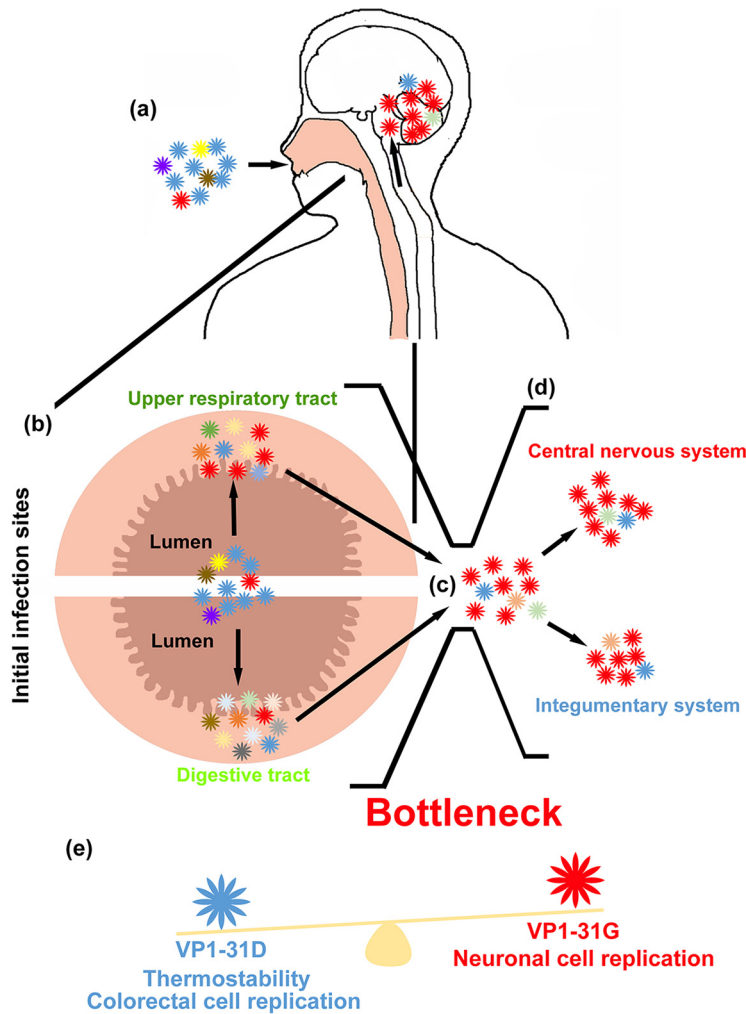 (a)
(b)
Upper respiratory tract
(d)
Central nervous system
Initial infection sites
Lumen
(c)
Lumen
Integumentary system
Digestive tract
Bottleneck
(e)
VP1-31D
Thermostability
Colorectal cell replication
VP1-31G
Neuronal cell replication